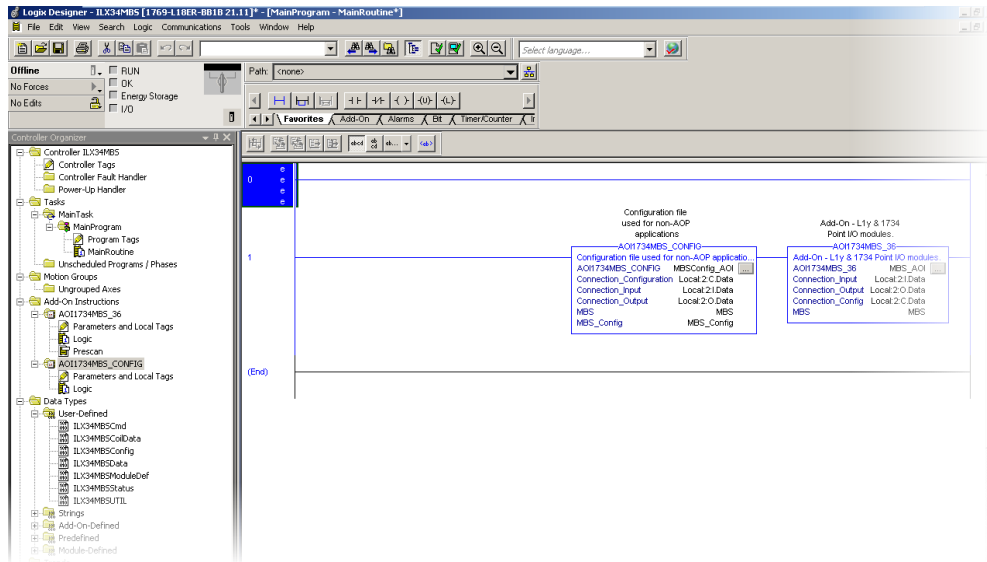 Logix Designer - ILX34MBS [1769-L18ER-BB1B 21.11]* - [MainProgram - MainRoutine*]
File Edit View Search Logic Communications Tools Window Help
Select language...
Offline
RUN
No Forces
OK
No Edits
Energy Storage
I/O
Path: <none>
Favorites Add-On Alarms Bit Timer/Counter
Controller Organizer
Controller ILX34MBS
Controller Tags
Controller Fault Handler
Power-Up Handler
Tasks
MainTask
MainProgram
Program Tags
MainRoutine
Unscheduled Programs / Phases
Motion Groups
Ungrouped Axes
Add-On Instructions
AOI1734MBS_36
Parameters and Local Tags
Logic
Prescan
AOI1734MBS_CONFIG
Parameters and Local Tags
Logic
Data Types
User-Defined
ILX34MBSCmd
ILX34MBSCoilData
ILX34MBSConfig
ILX34MBSData
ILX34MBSModuleDef
ILX34MBSStatus
ILX34MBSUTIL
Strings
Add-On-Defined
Predefined
Module-Defined
0
e
e
e
e
1
(End)
Configuration file
used for non-AOP
applications
AOI1734MBS_CONFIG
Configuration file used for non-AOP applicatio...
AOI1734MBS_CONFIG MBSConfig_AOI ...
Connection_Configuration Local:2:C.Data
Connection_Input Local:2:I.Data
Connection_Output Local:2:O.Data
MBS MBS
MBS_Config MBS_Config
Add-On - L1y & 1734
Point I/O modules.
AOI1734MBS_36
Add-On - L1y & 1734 Point I/O modules.
AOI1734MBS_36 MBS_AOI ...
Connection_Input Local:2:I.Data
Connection_Output Local:2:O.Data
Connection_Config Local:2:C.Data
MBS MBS